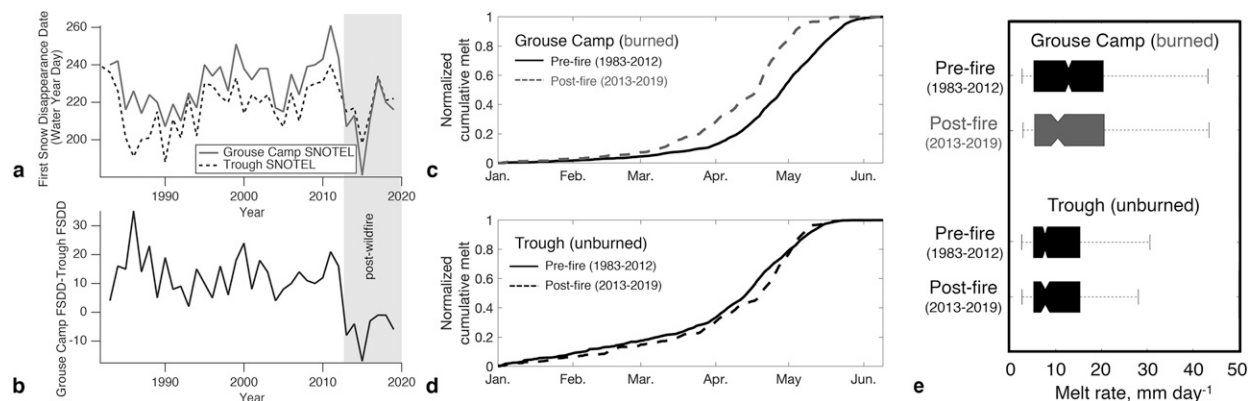 a
First Snow Disappearance Date
(Water Year Day)
260
240
220
200
Grouse Camp SNOTEL
Trough SNOTEL
1990
2000
2010
2020
Year
b
Grouse Camp FSDD-Trough FSDD
30
20
10
0
-10
post-wildfire
1990
2000
2010
2020
Year
c
Normalized
cumulative melt
1
0.8
0.6
0.4
0.2
0
Grouse Camp (burned)
Pre-fire (1983-2012)
Post-fire (2013-2019)
Jan.
Feb.
Mar.
Apr.
May
Jun.
d
Normalized
cumulative melt
1
0.8
0.6
0.4
0.2
0
Trough (unburned)
Pre-fire (1983-2012)
Post-fire (2013-2019)
Jan.
Feb.
Mar.
Apr.
May
Jun.
e
Grouse Camp (burned)
Pre-fire
(1983-2012)
Post-fire
(2013-2019)
Trough (unburned)
Pre-fire
(1983-2012)
Post-fire
(2013-2019)
0
10
20
30
40
50
Melt rate, mm day-1